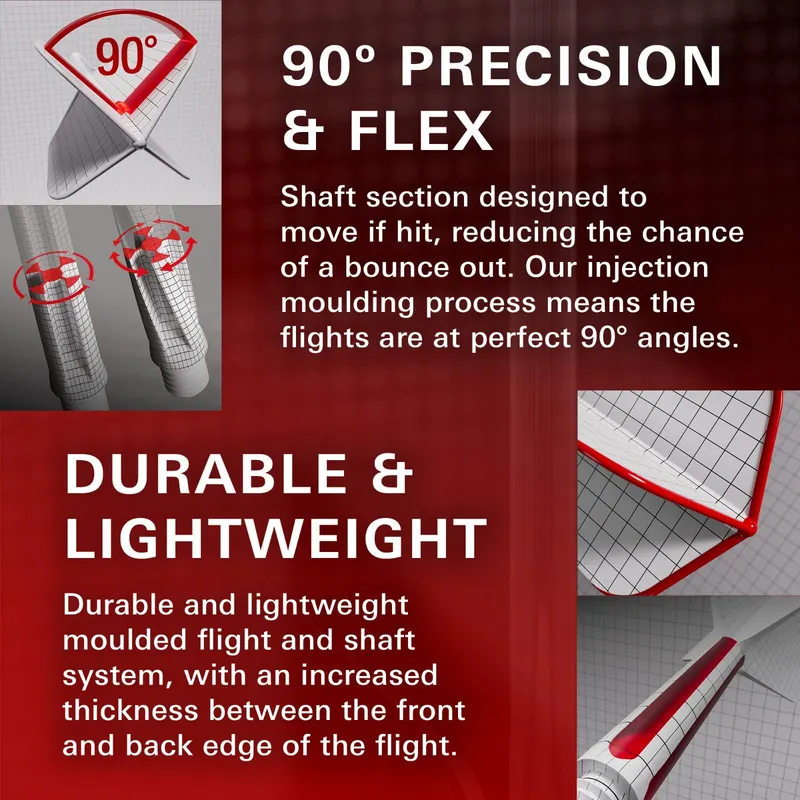 90°
90° PRECISION
& FLEX
Shaft section designed to
move if hit, reducing the chance
of a bounce out. Our injection
moulding process means the
flights are at perfect 90° angles.
DURABLE &
LIGHTWEIGHT
Durable and lightweight
moulded flight and shaft
system, with an increased
thickness between the front
and back edge of the flight.